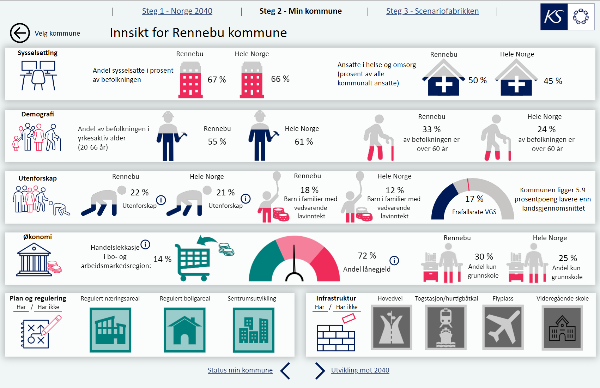 Steg 1 - Norge 2040
Steg 2 - Min kommune
Steg 3 - Scenariofabrikken
KS
Velg kommune
Innsikt for Rennebu kommune
Sysselsetting
Andel sysselsatte i prosent
av befolkningen
Rennebu
67 %
Hele Norge
66 %
Ansatte i helse og omsorg
(prosent av alle
kommunalt ansatte)
Rennebu
50 %
Hele Norge
45 %
Demografi
Andel av befolkningen i
yrkesaktiv alder
(20-66 år)
Rennebu
55 %
Hele Norge
61 %
Rennebu
33 %
av befolkningen er
over 60 år
Hele Norge
24 %
av befolkningen er
over 60 år
Utenforskap
Rennebu
22 %
Utenforskap
Hele Norge
21 %
Utenforskap
Rennebu
18 %
Barn i familier med
vedvarende
lavinntekt
Hele Norge
12 %
Barn i familier med
vedvarende
lavinntekt
17 %
Frafallsrate VGS
Kommunen ligger 5.9
prosentpoeng lavere enn
landsgjennomsnittet
Økonomi
Handelslekkasje
i bo- og
arbeidsmarkedsregion:
14 %
72 %
Andel lånegjeld
Rennebu
30 %
Andel kun
grunnskole
Hele Norge
25 %
Andel kun
grunnskole
Plan og regulering
Har / Har ikke
Regulert næringsareal
Regulert boligareal
Sentrumsutvikling
Infrastruktur
Har / Har ikke
Hovedvei
Togstasjon/hurtigbåtkai
Flyplass
Videregående skole
Status min kommune
Utvikling mot 2040